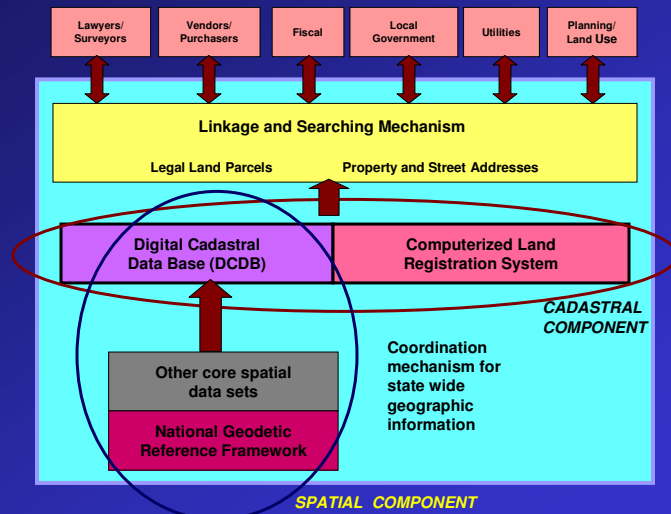 Lawyers/
Surveyors
Vendors/
Purchasers
Fiscal
Local
Government
Utilities
Planning/
Land Use
Linkage and Searching Mechanism
Legal Land Parcels
Property and Street Addresses
Digital Cadastral
Data Base (DCDB)
Computerized Land
Registration System
CADASTRAL
COMPONENT
Coordination
mechanism for
state wide
geographic
information
Other core spatial
data sets
National Geodetic
Reference Framework
SPATIAL COMPONENT